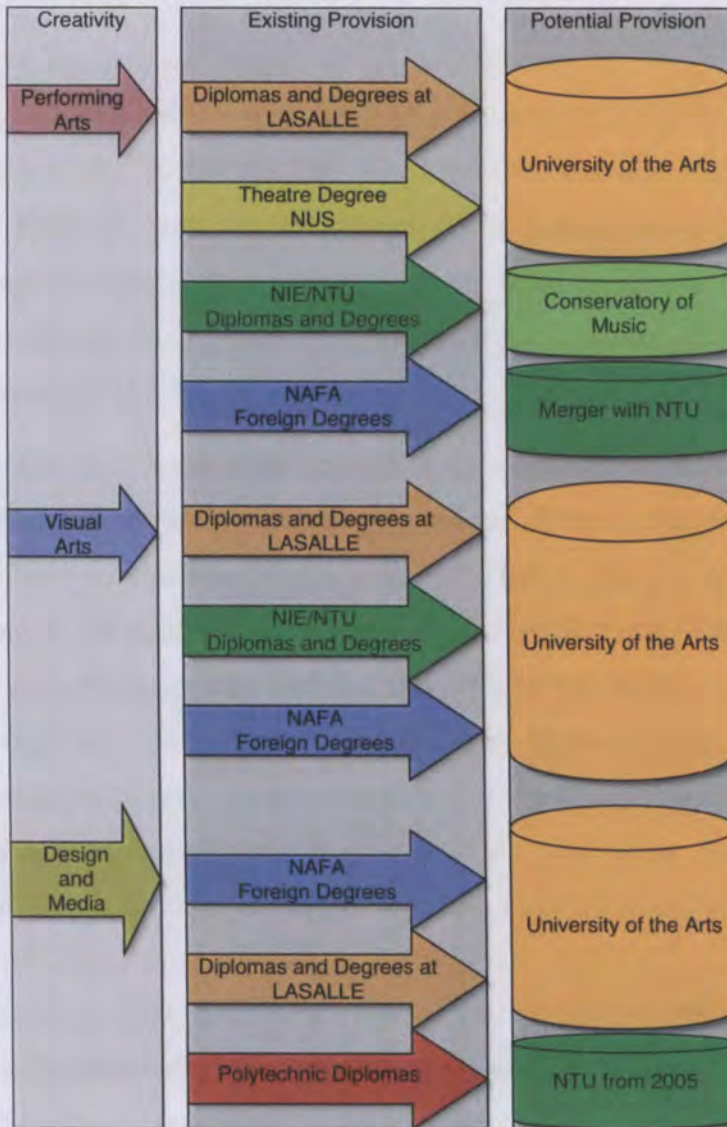 Creativity
Existing Provision
Potential Provision
Performing
Arts
Diplomas and Degrees at
LASALLE
Theatre Degree
NUS
NIE/NTU
Diplomas and Degrees
NAFA
Foreign Degrees
University of the Arts
Conservatory of
Music
Merger with NTU
Visual
Arts
Diplomas and Degrees at
LASALLE
NIE/NTU
Diplomas and Degrees
NAFA
Foreign Degrees
University of the Arts
Design
and
Media
NAFA
Foreign Degrees
Diplomas and Degrees at
LASALLE
Polytechnic Diplomas
University of the Arts
NTU from 2005